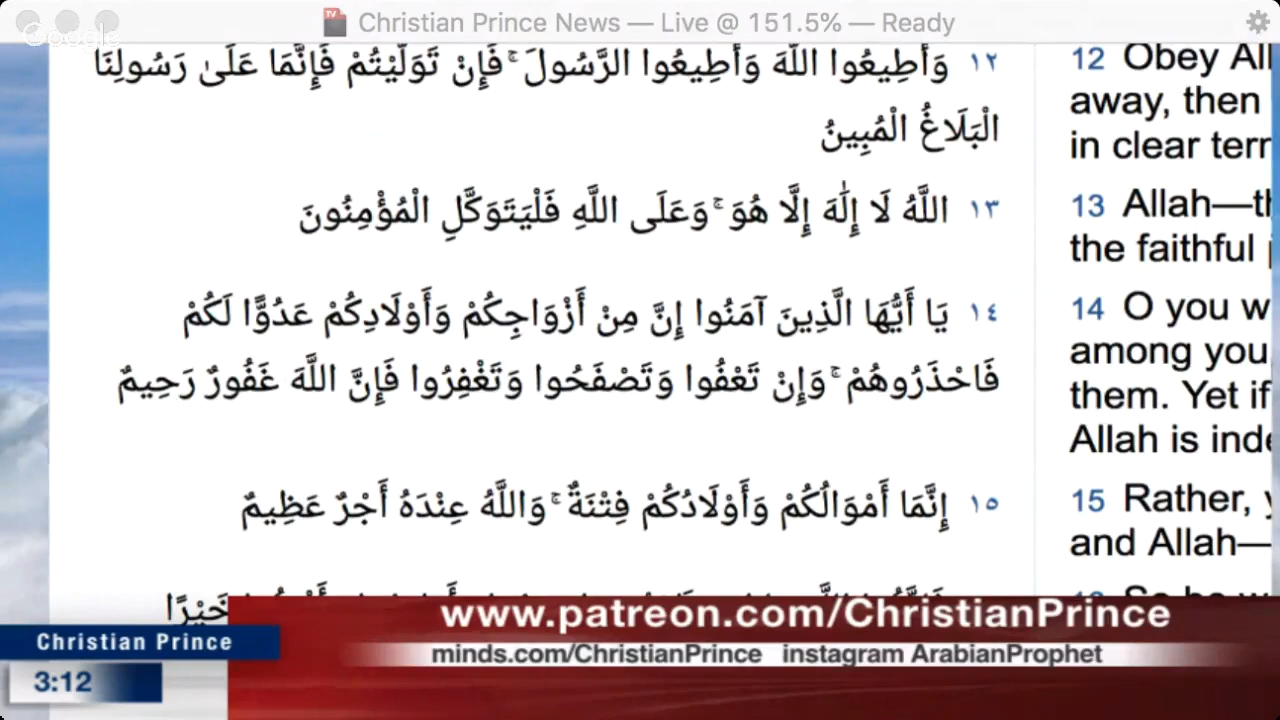 Christian Prince News — Live @ 151.5% — Ready
Google
١٢ وَأَطِيعُوا اللَّهَ وَأَطِيعُوا الرَّسُولَ ۚ فَإِنْ تَوَلَّيْتُمْ فَإِنَّمَا عَلَىٰ رَسُولِنَا
الْبَلَاغُ الْمُبِينُ
١٣ اللَّهُ لَا إِلَٰهَ إِلَّا هُوَ ۚ وَعَلَى اللَّهِ فَلْيَتَوَكَّلِ الْمُؤْمِنُونَ
١٤ يَا أَيُّهَا الَّذِينَ آمَنُوا إِنَّ مِنْ أَزْوَاجِكُمْ وَأَوْلَادِكُمْ عَدُوًّا لَكُمْ
فَاحْذَرُوهُمْ ۚ وَإِنْ تَعْفُوا وَتَصْفَحُوا وَتَغْفِرُوا فَإِنَّ اللَّهَ غَفُورٌ رَحِيمٌ
١٥ إِنَّمَا أَمْوَالُكُمْ وَأَوْلَادُكُمْ فِتْنَةٌ ۚ وَاللَّهُ عِنْدَهُ أَجْرٌ عَظِيمٌ
خَيْرًا
12 Obey All
away, then
in clear terr
13 Allah—th
the faithful
14 O you w
among you
them. Yet if
Allah is inde
15 Rather, y
and Allah—
www.patreon.com/ChristianPrince
minds.com/ChristianPrince instagram ArabianProphet
Christian Prince
3:12